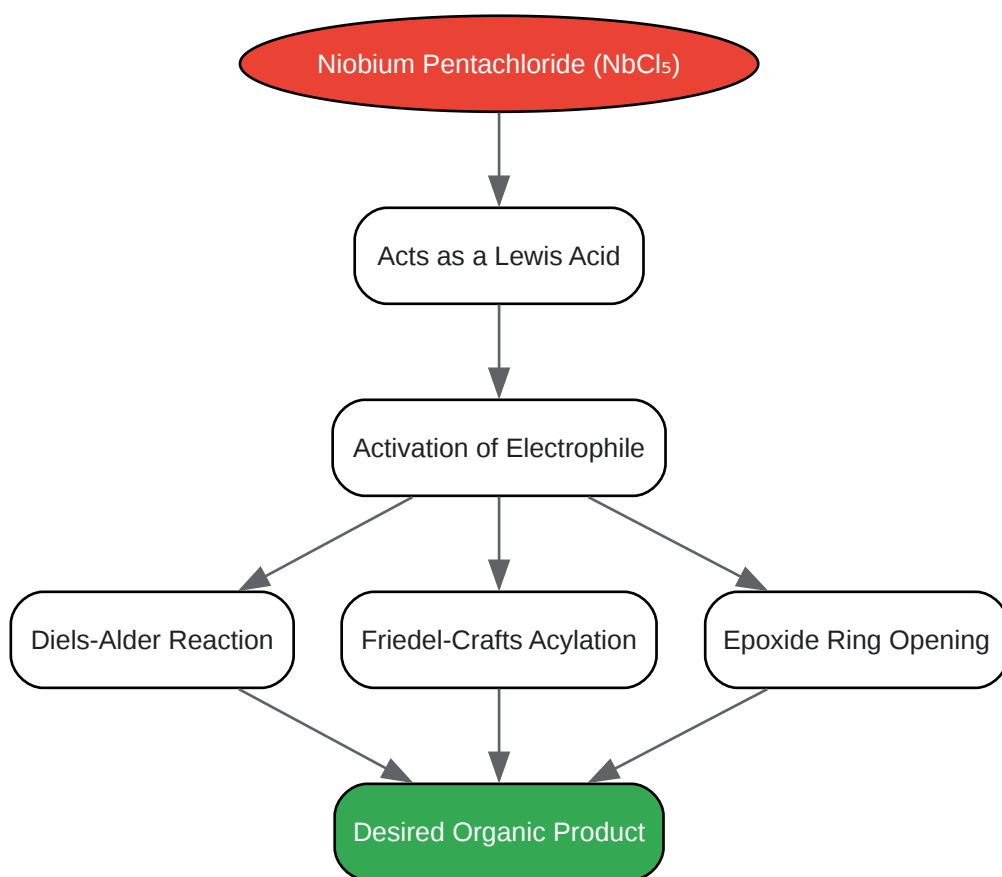 Niobium Pentachloride (NbCl₅)
Acts as a Lewis Acid
Activation of Electrophile
Diels-Alder Reaction
Friedel-Crafts Acylation
Epoxide Ring Opening
Desired Organic Product